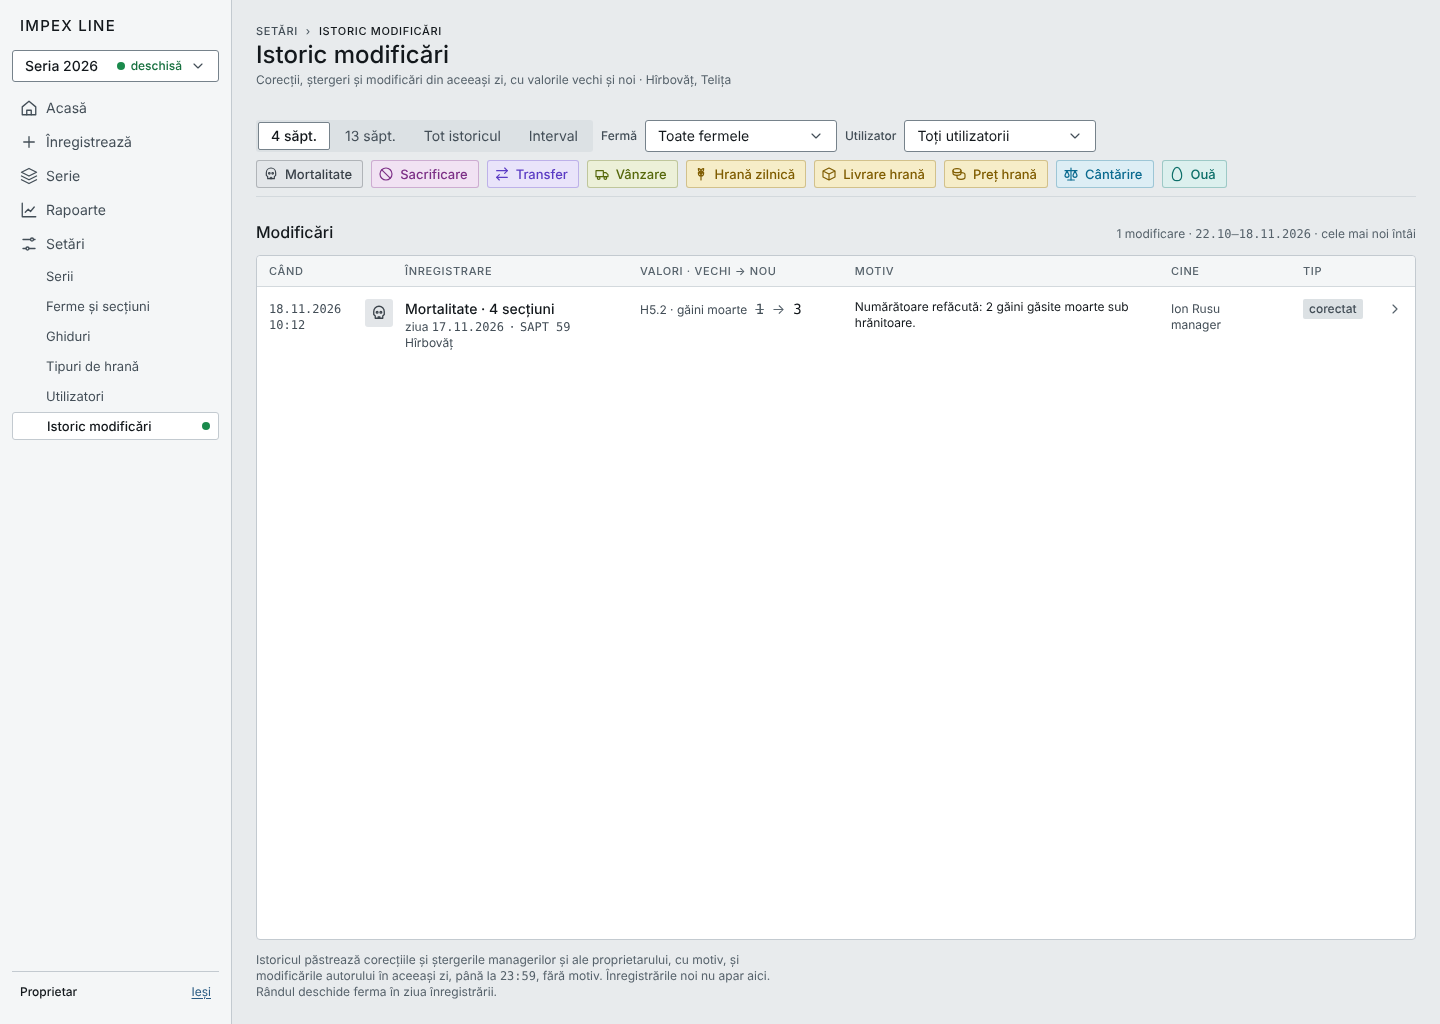 IMPEX LINE
Seria 2026 deschisă
Acasă
Înregistrează
Serie
Rapoarte
Setări
Serii
Ferme și secțiuni
Ghiduri
Tipuri de hrană
Utilizatori
Istoric modificări
Proprietar Ieși
SETĂRI › ISTORIC MODIFICĂRI
Istoric modificări
Corecții, ștergeri și modificări din aceeași zi, cu valorile vechi și noi · Hîrbovăț, Telița
4 săpt. 13 săpt. Tot istoricul Interval Fermă Toate fermele Utilizator Toți utilizatorii
Mortalitate Sacrificare Transfer Vânzare Hrană zilnică Livrare hrană Preț hrană Cântărire Ouă
Modificări 1 modificare · 22.10–18.11.2026 · cele mai noi întâi
CÂND ÎNREGISTRARE VALORI · VECHI → NOU MOTIV CINE TIP
18.11.2026
10:12
Mortalitate · 4 secțiuni
ziua 17.11.2026 · SAPT 59
Hîrbovăț
H5.2 · găini moarte 1 → 3
Numărătoare refăcută: 2 găini găsite moarte sub
hrănitoare.
Ion Rusu
manager
corectat
Istoricul păstrează corecțiile și ștergerile managerilor și ale proprietarului, cu motiv, și
modificările autorului în aceeași zi, până la 23:59, fără motiv. Înregistrările noi nu apar aici.
Rândul deschide ferma în ziua înregistrării.